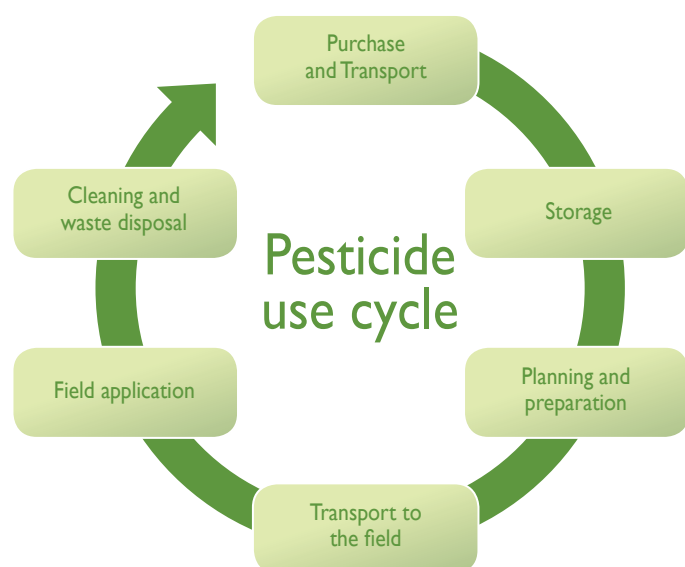 Purchase
and Transport
Storage
Planning and
preparation
Transport to
the field
Field application
Cleaning and
waste disposal
Pesticide
use cycle